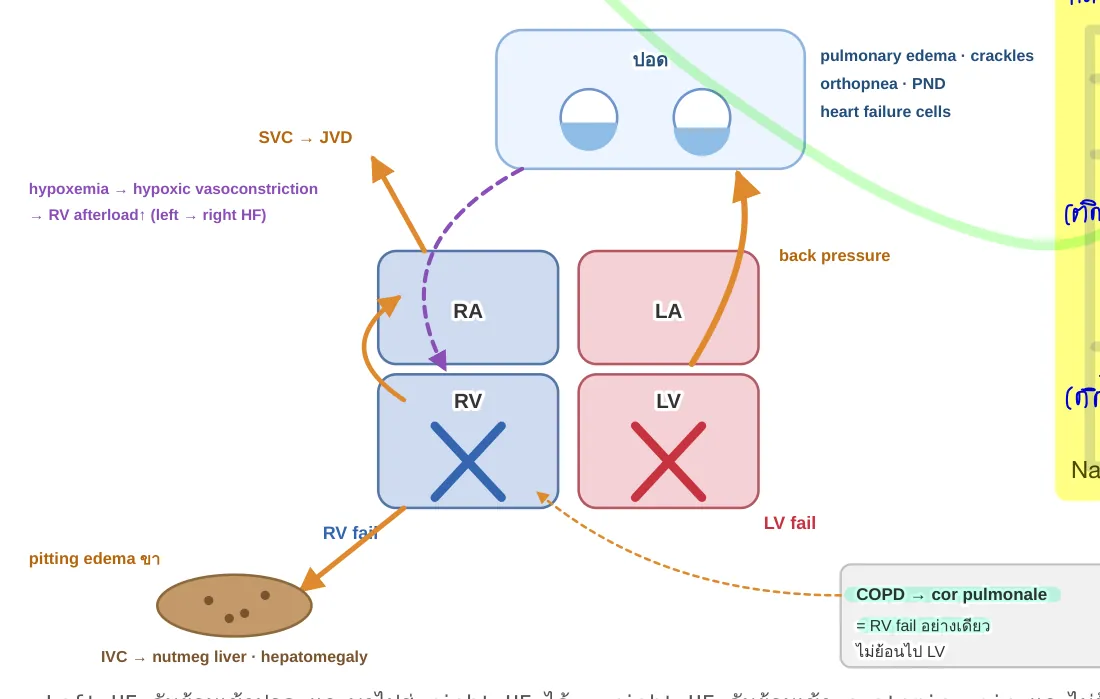 ปอด
pulmonary edema · crackles
orthopnea · PND
heart failure cells
SVC → JVD
hypoxemia → hypoxic vasoconstriction
→ RV afterload↑ (left → right HF)
back pressure
RA
LA
RV
LV
RV fail
LV fail
pitting edema ขา
COPD → cor pulmonale
= RV fail อย่างเดียว
ไม่ย้อนไป LV
IVC → nutmeg liver · hepatomegaly
Na